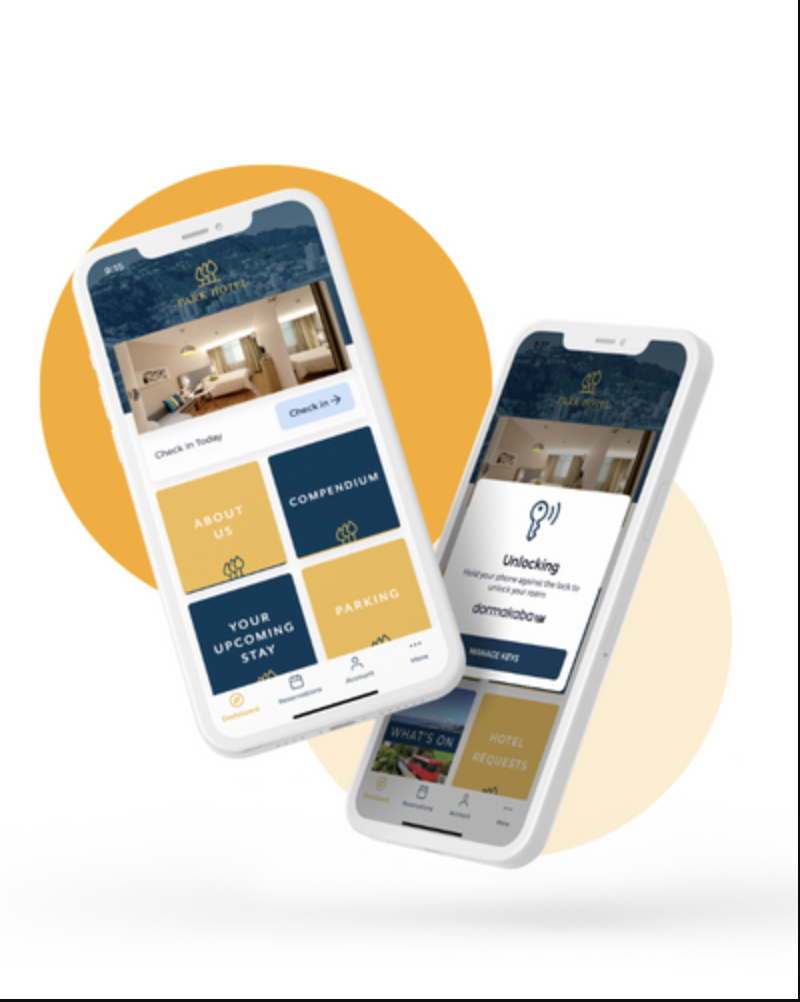 9:15
PARK HOTEL
Check in Today
Check in →
ABOUT
US
COMPENDIUM
YOUR
UPCOMING
STAY
PARKING
Dashboard
Reservations
Account
More
PARK HOTEL
Unlocking
Hold your phone against the lock to
unlock your room
dormakaba
MANAGE KEYS
WHAT'S ON
HOTEL
REQUESTS
Dashboard
Reservations
Account
More